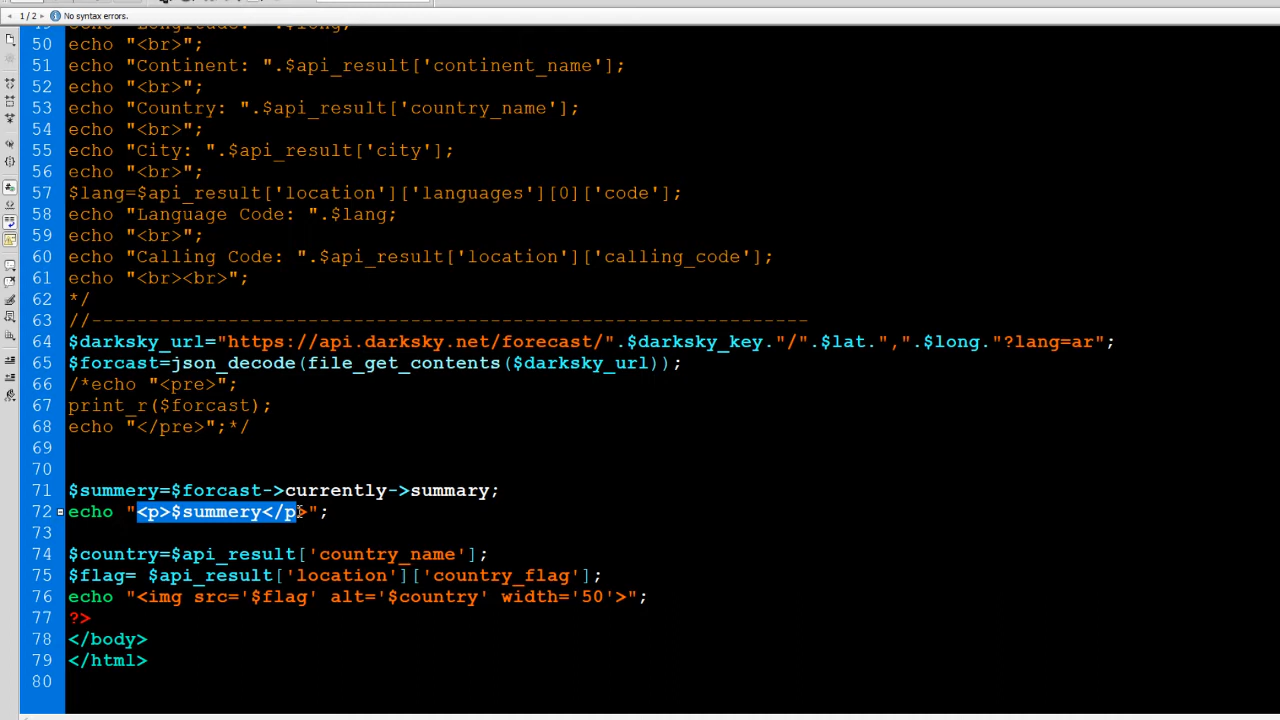 1 / 2 No syntax errors.
50 echo "<br>";
51 echo "Continent: ".$api_result['continent_name'];
52 echo "<br>";
53 echo "Country: ".$api_result['country_name'];
54 echo "<br>";
55 echo "City: ".$api_result['city'];
56 echo "<br>";
57 $lang=$api_result['location']['languages'][0]['code'];
58 echo "Language Code: ".$lang;
59 echo "<br>";
60 echo "Calling Code: ".$api_result['location']['calling_code'];
61 echo "<br><br>";
62 */
63 //---------------------------------------------------------------
64 $darksky_url="https://api.darksky.net/forecast/".$darksky_key."/".$lat.",".$long."?lang=ar";
65 $forcast=json_decode(file_get_contents($darksky_url));
66 /*echo "<pre>";
67 print_r($forcast);
68 echo "</pre>";*/
69
70
71 $summery=$forcast->currently->summary;
72 echo "<p>$summery</p>";
73
74 $country=$api_result['country_name'];
75 $flag= $api_result['location']['country_flag'];
76 echo "<img src='$flag' alt='$country' width='50'>";
77 ?>
78 </body>
79 </html>
80